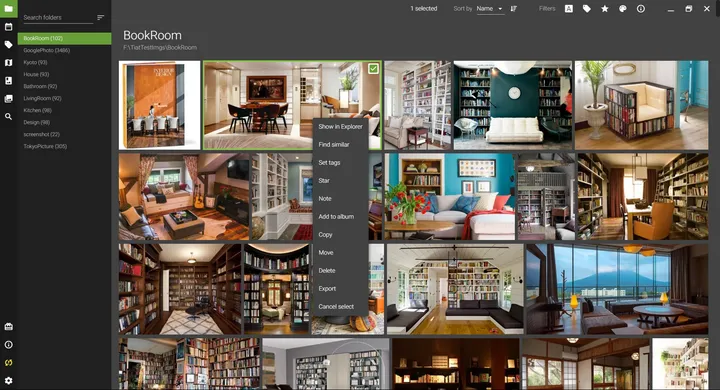 Search folders
1 selected
Sort by Name
Filters
BookRoom (102)
GooglePhoto (3486)
Kyoto (93)
House (93)
Bathroom (92)
LivingRoom (92)
Kitchen (98)
Design (98)
screenshot (22)
TokyoPicture (305)
BookRoom
Show in Explorer
Find similar
Set tags
Star
Note
Add to album
Copy
Move
Delete
Export
Cancel select